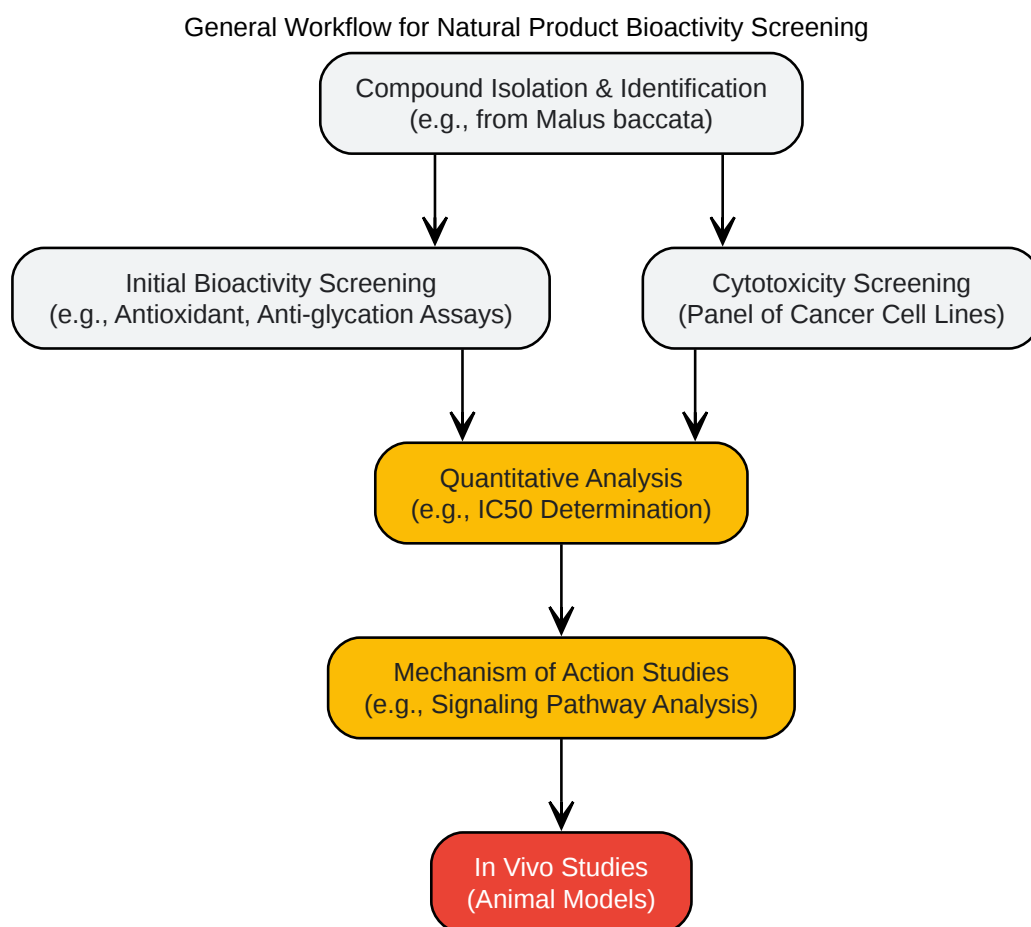 General Workflow for Natural Product Bioactivity Screening
Compound Isolation & Identification
(e.g., from Malus baccata)
Initial Bioactivity Screening
(e.g., Antioxidant, Anti-glycation Assays)
Cytotoxicity Screening
(Panel of Cancer Cell Lines)
Quantitative Analysis
(e.g., IC50 Determination)
Mechanism of Action Studies
(e.g., Signaling Pathway Analysis)
In Vivo Studies
(Animal Models)